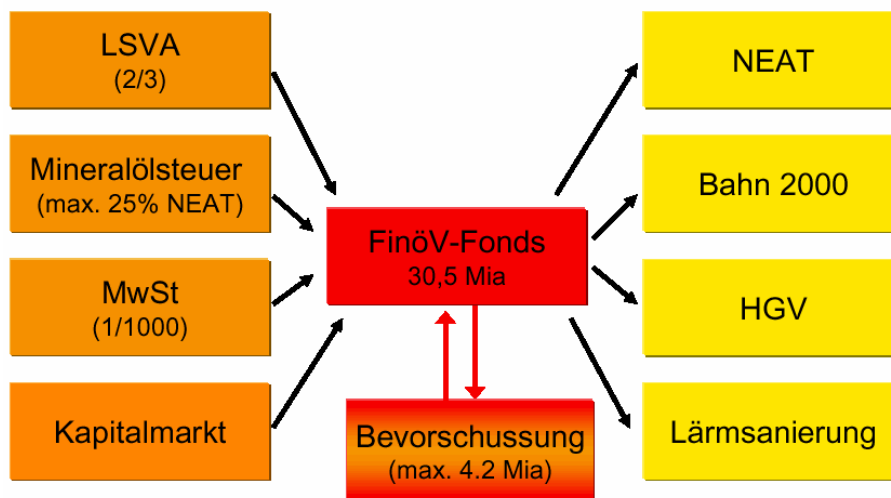 LSVA
(2/3)
Mineralölsteuer
(max. 25% NEAT)
MwSt
(1/1000)
Kapitalmarkt
FinöV-Fonds
30,5 Mia
Bevorschussung
(max. 4.2 Mia)
NEAT
Bahn 2000
HGV
Lärmsanierung